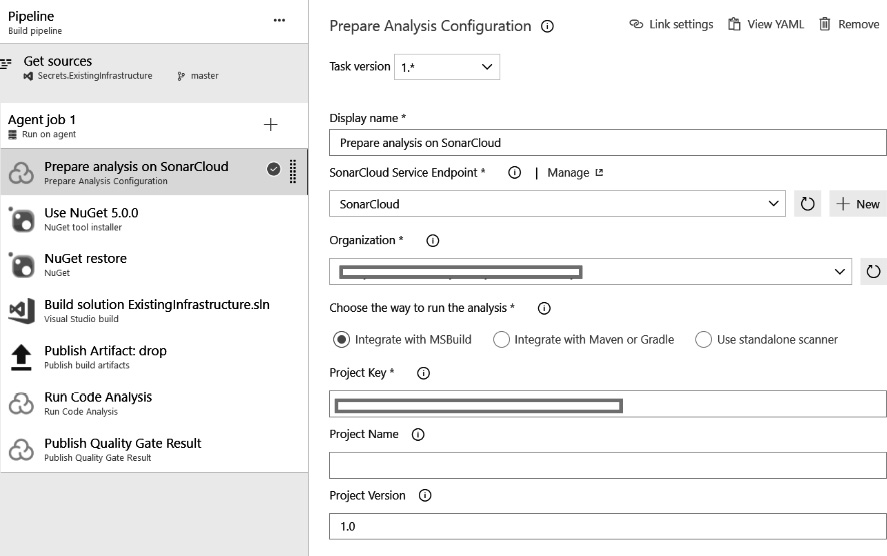 Pipeline
Build pipeline
...
Get sources
Secrets.ExistingInfrastructure master
Agent job 1
Run on agent
Prepare analysis on SonarCloud
Prepare Analysis Configuration
Use NuGet 5.0.0
NuGet tool installer
NuGet restore
NuGet
Build solution ExistingInfrastructure.sln
Visual Studio build
Publish Artifact: drop
Publish build artifacts
Run Code Analysis
Run Code Analysis
Publish Quality Gate Result
Publish Quality Gate Result
Prepare Analysis Configuration
Link settings View YAML Remove
Task version 1.*
Display name *
Prepare analysis on SonarCloud
SonarCloud Service Endpoint * | Manage
SonarCloud
+ New
Organization *
Choose the way to run the analysis *
Integrate with MSBuild Integrate with Maven or Gradle Use standalone scanner
Project Key *
Project Name
Project Version
1.0